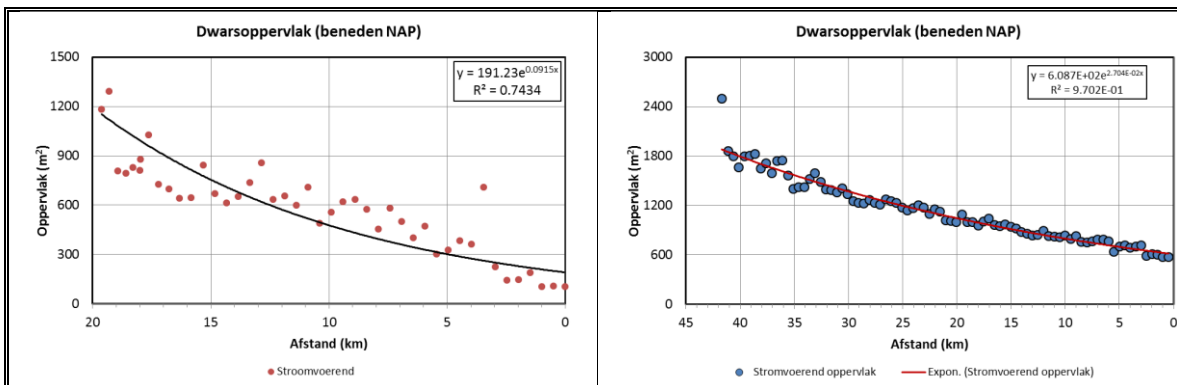 Dwarsoppervlak (beneden NAP)
1500
1200
900
600
300
0
Oppervlak (m²)
y = 191.23e^0.0915x
R² = 0.7434
20
15
10
5
0
Afstand (km)
Stroomvoerend
Dwarsoppervlak (beneden NAP)
3000
2400
1800
1200
600
0
Oppervlak (m²)
y = 6.087E+02e^2.704E-02x
R² = 9.702E-01
45
40
35
30
25
20
15
10
5
0
Afstand (km)
Stromvoerend oppervlak
Expon. (Stromvoerend oppervlak)